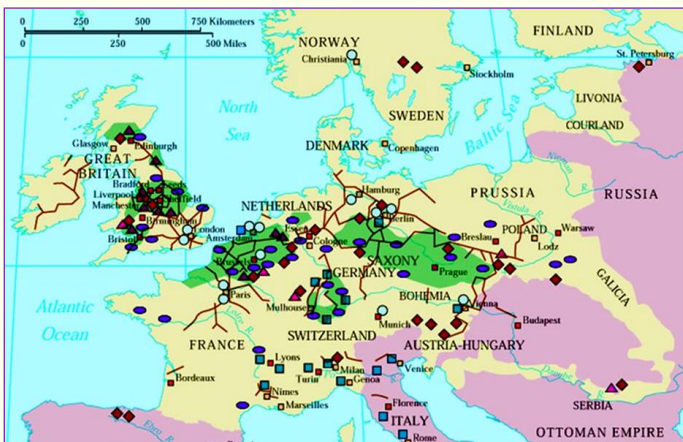 0 250 500 750 Kilometers
0 250 500 Miles
NORWAY
Christiania
FINLAND
St. Petersburg
Stockholm
SWEDEN
North
Sea
Baltic Sea
LIVONIA
COURLAND
Glasgow
Edinburgh
GREAT
BRITAIN
DENMARK
Copenhagen
Bradford
Leeds
Liverpool
Sheffield
Manchester
Birmingham
Bristol
London
NETHERLANDS
Amsterdam
Hamburg
Berlin
PRUSSIA
Vistula R.
RUSSIA
Essen
Cologne
Brussels
SAXONY
GERMANY
Breslau
POLAND
Warsaw
Lodz
Prague
GALICIA
Atlantic
Ocean
Paris
Mulhouse
BOHEMIA
Vienna
Munich
Budapest
FRANCE
SWITZERLAND
AUSTRIA-HUNGARY
Lyons
Turin
Milan
Genoa
Venice
Bordeaux
Nimes
Marseilles
Florence
SERBIA
ITALY
Rome
Ebro R.
OTTOMAN EMPIRE